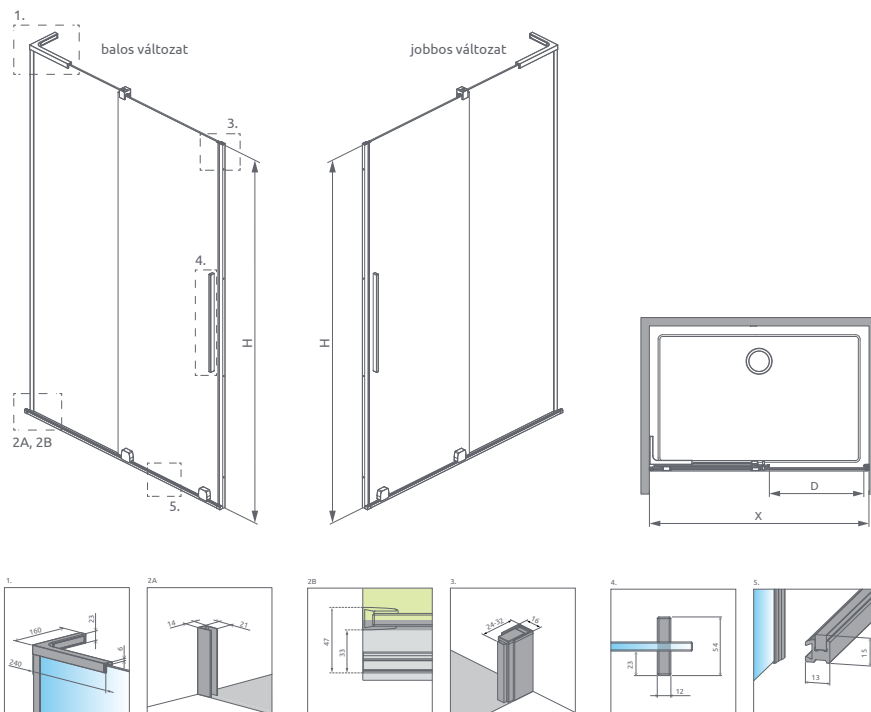 1.
balos változat
jobbos változat
3.
4.
H
H
2A, 2B
5.
D
X
1.
160
23
6
240
2A
14
21
2B
47
33
3.
24-32
16
4.
54
23
12
5.
15
13